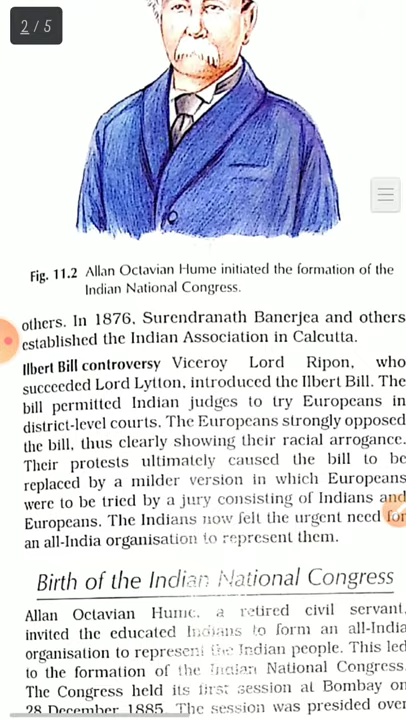 2 / 5
Fig. 11.2 Allan Octavian Hume initiated the formation of the
Indian National Congress.
others. In 1876, Surendranath Banerjea and others
established the Indian Association in Calcutta.
Ilbert Bill controversy Viceroy Lord Ripon, who
succeeded Lord Lytton, introduced the Ilbert Bill. The
bill permitted Indian judges to try Europeans in
district-level courts. The Europeans strongly opposed
the bill, thus clearly showing their racial arrogance.
Their protests ultimately caused the bill to be
replaced by a milder version in which Europeans
were to be tried by a jury consisting of Indians and
Europeans. The Indians now felt the urgent need for
an all-India organisation to represent them.
Birth of the Indian National Congress
Allan Octavian Hume, a retired civil servant,
invited the educated Indians to form an all-India
organisation to represent the Indian people. This led
to the formation of the Indian National Congress.
The Congress held its first session at Bombay on
28 December 1885. The session was presided over